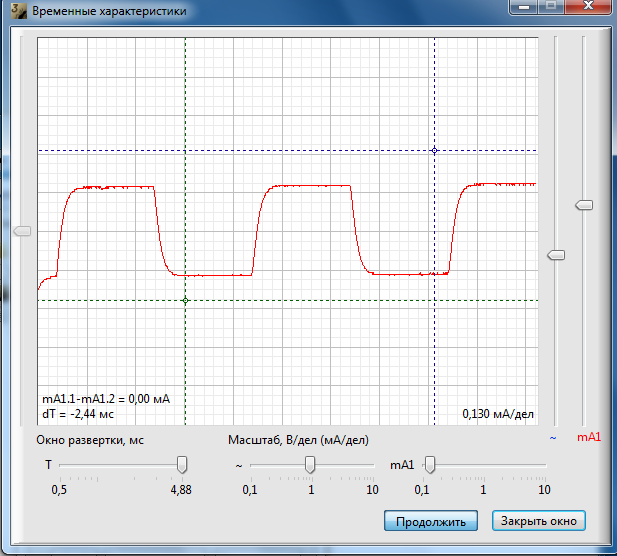 Временные характеристики
mA1.1-mA1.2 = 0,00 мА
dT = -2,44 мс
0,130 мА/дел
Окно развертки, мс
Масштаб, В/дел (мА/дел)
~
mA1
T
0,5
4,88
~
0,1
1
10
mA1
0,1
1
10
Продолжить
Закрыть окно